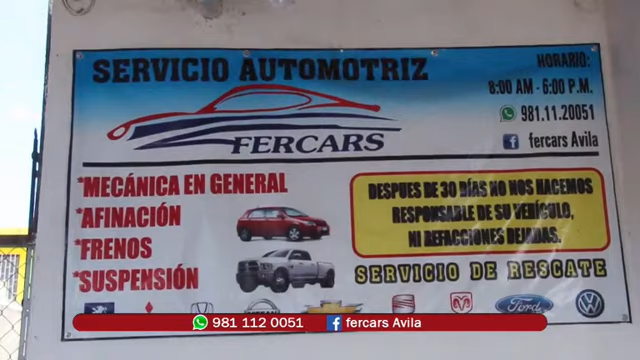 SERVICIO AUTOMOTRIZ
FERCARS
HORARIO:
8:00 AM - 6:00 P.M.
981.11.20051
fercars Avila
*MECÁNICA EN GENERAL
*AFINACIÓN
*FRENOS
*SUSPENSIÓN
DESPUES DE 30 DÍAS NO NOS HACEMOS
RESPONSABLE DE SU VEHÍCULO,
NI REFACCIONES DEJADAS.
SERVICIO DE RESCATE
Ford
981 112 0051 fercars Avila